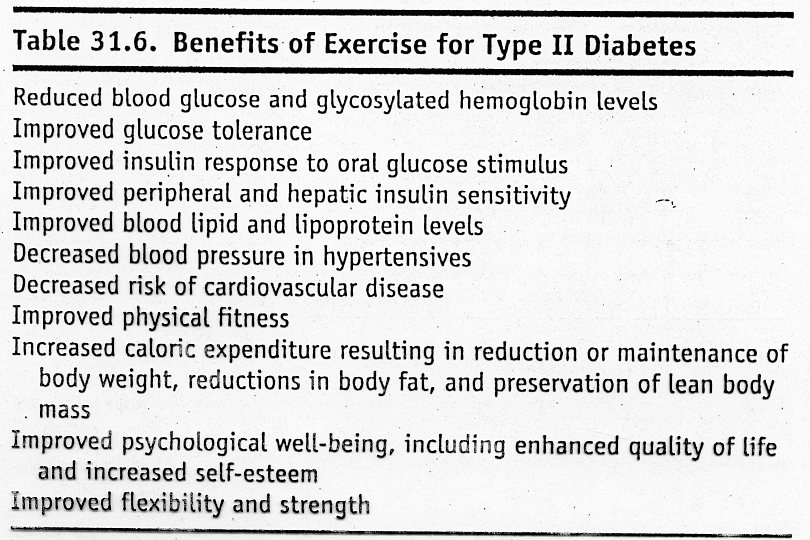 Table 31.6. Benefits of Exercise for Type II Diabetes
Reduced blood glucose and glycosylated hemoglobin levels
Improved glucose tolerance
Improved insulin response to oral glucose stimulus
Improved peripheral and hepatic insulin sensitivity
Improved blood lipid and lipoprotein levels
Decreased blood pressure in hypertensives
Decreased risk of cardiovascular disease
Improved physical fitness
Increased caloric expenditure resulting in reduction or maintenance of
body weight, reductions in body fat, and preservation of lean body
mass
Improved psychological well-being, including enhanced quality of life
and increased self-esteem
Improved flexibility and strength